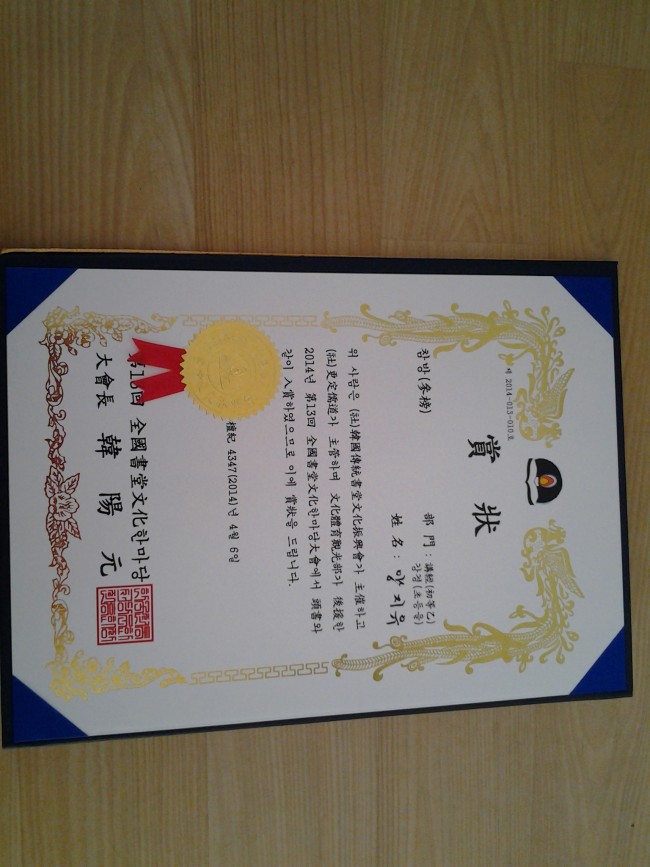 제 2014-013-010호
賞狀
참방(參榜)
部門 : 講經(初等乙)
강경(초등을)
姓名 : 양지유
위 사람은 (社)韓國傳統書堂文化振興會가 主催하고
(社)更定儒道가 主管하며 文化體育觀光部가 後援한
2014년 第13回 全國書堂文化한마당大會에서 頭書와
같이 入賞하였으므로 이에 賞狀을 드립니다.
檀紀 4347(2014)년 4월 6일
第13回 全國書堂文化한마당
大會長 韓陽元